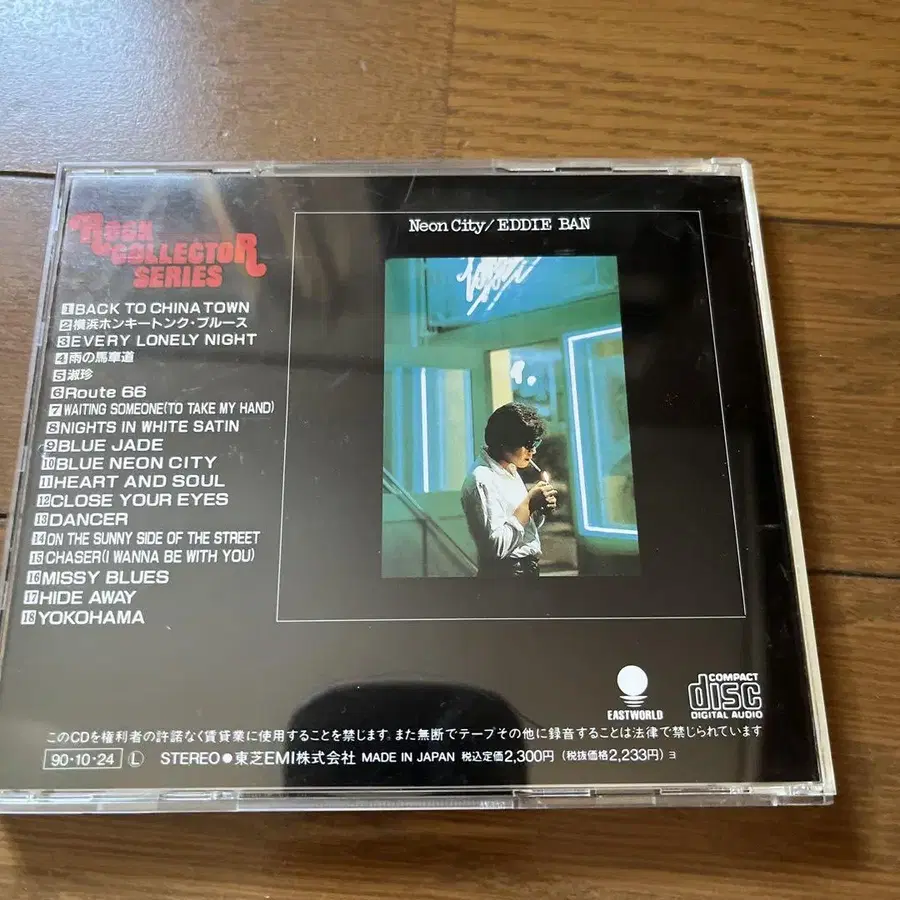 ROCK
COLLECTOR
SERIES
1 BACK TO CHINA TOWN
2 横浜ホンキートンク・ブルース
3 EVERY LONELY NIGHT
4 雨の馬車道
5 淑珍
6 Route 66
7 WAITING SOMEONE(TO TAKE MY HAND)
8 NIGHTS IN WHITE SATIN
9 BLUE JADE
10 BLUE NEON CITY
11 HEART AND SOUL
12 CLOSE YOUR EYES
13 DANCER
14 ON THE SUNNY SIDE OF THE STREET
15 CHASER(I WANNA BE WITH YOU)
16 MISSY BLUES
17 HIDE AWAY
18 YOKOHAMA
Neon City/EDDIE BAN
EASTWORLD
COMPACT
disc
DIGITAL AUDIO
このCDを権利者の許諾なく賃貸業に使用することを禁じます。また無断でテープその他に録音することは法律で禁じられています
90・10・24 Ⓛ STEREO●東芝EMI株式会社 MADE IN JAPAN 税込定価2,300円(税抜価格2,233円)ヨ